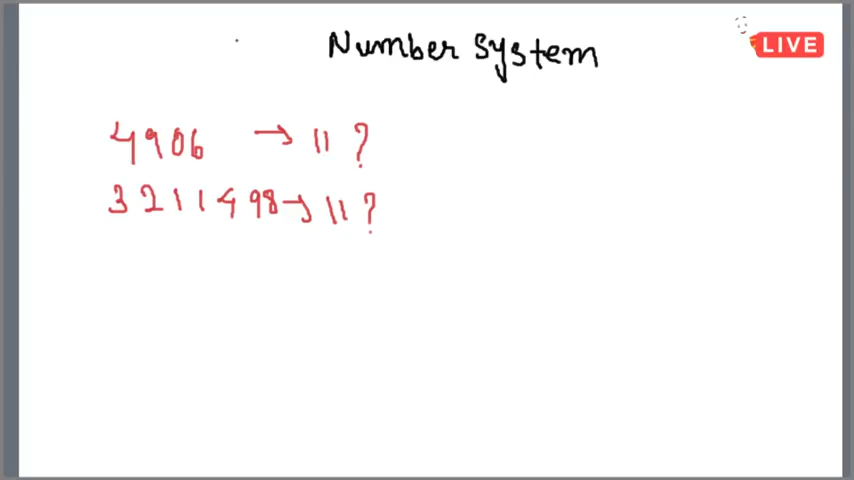 Number System
LIVE
4906 → 11 ?
3211498 → 11 ?